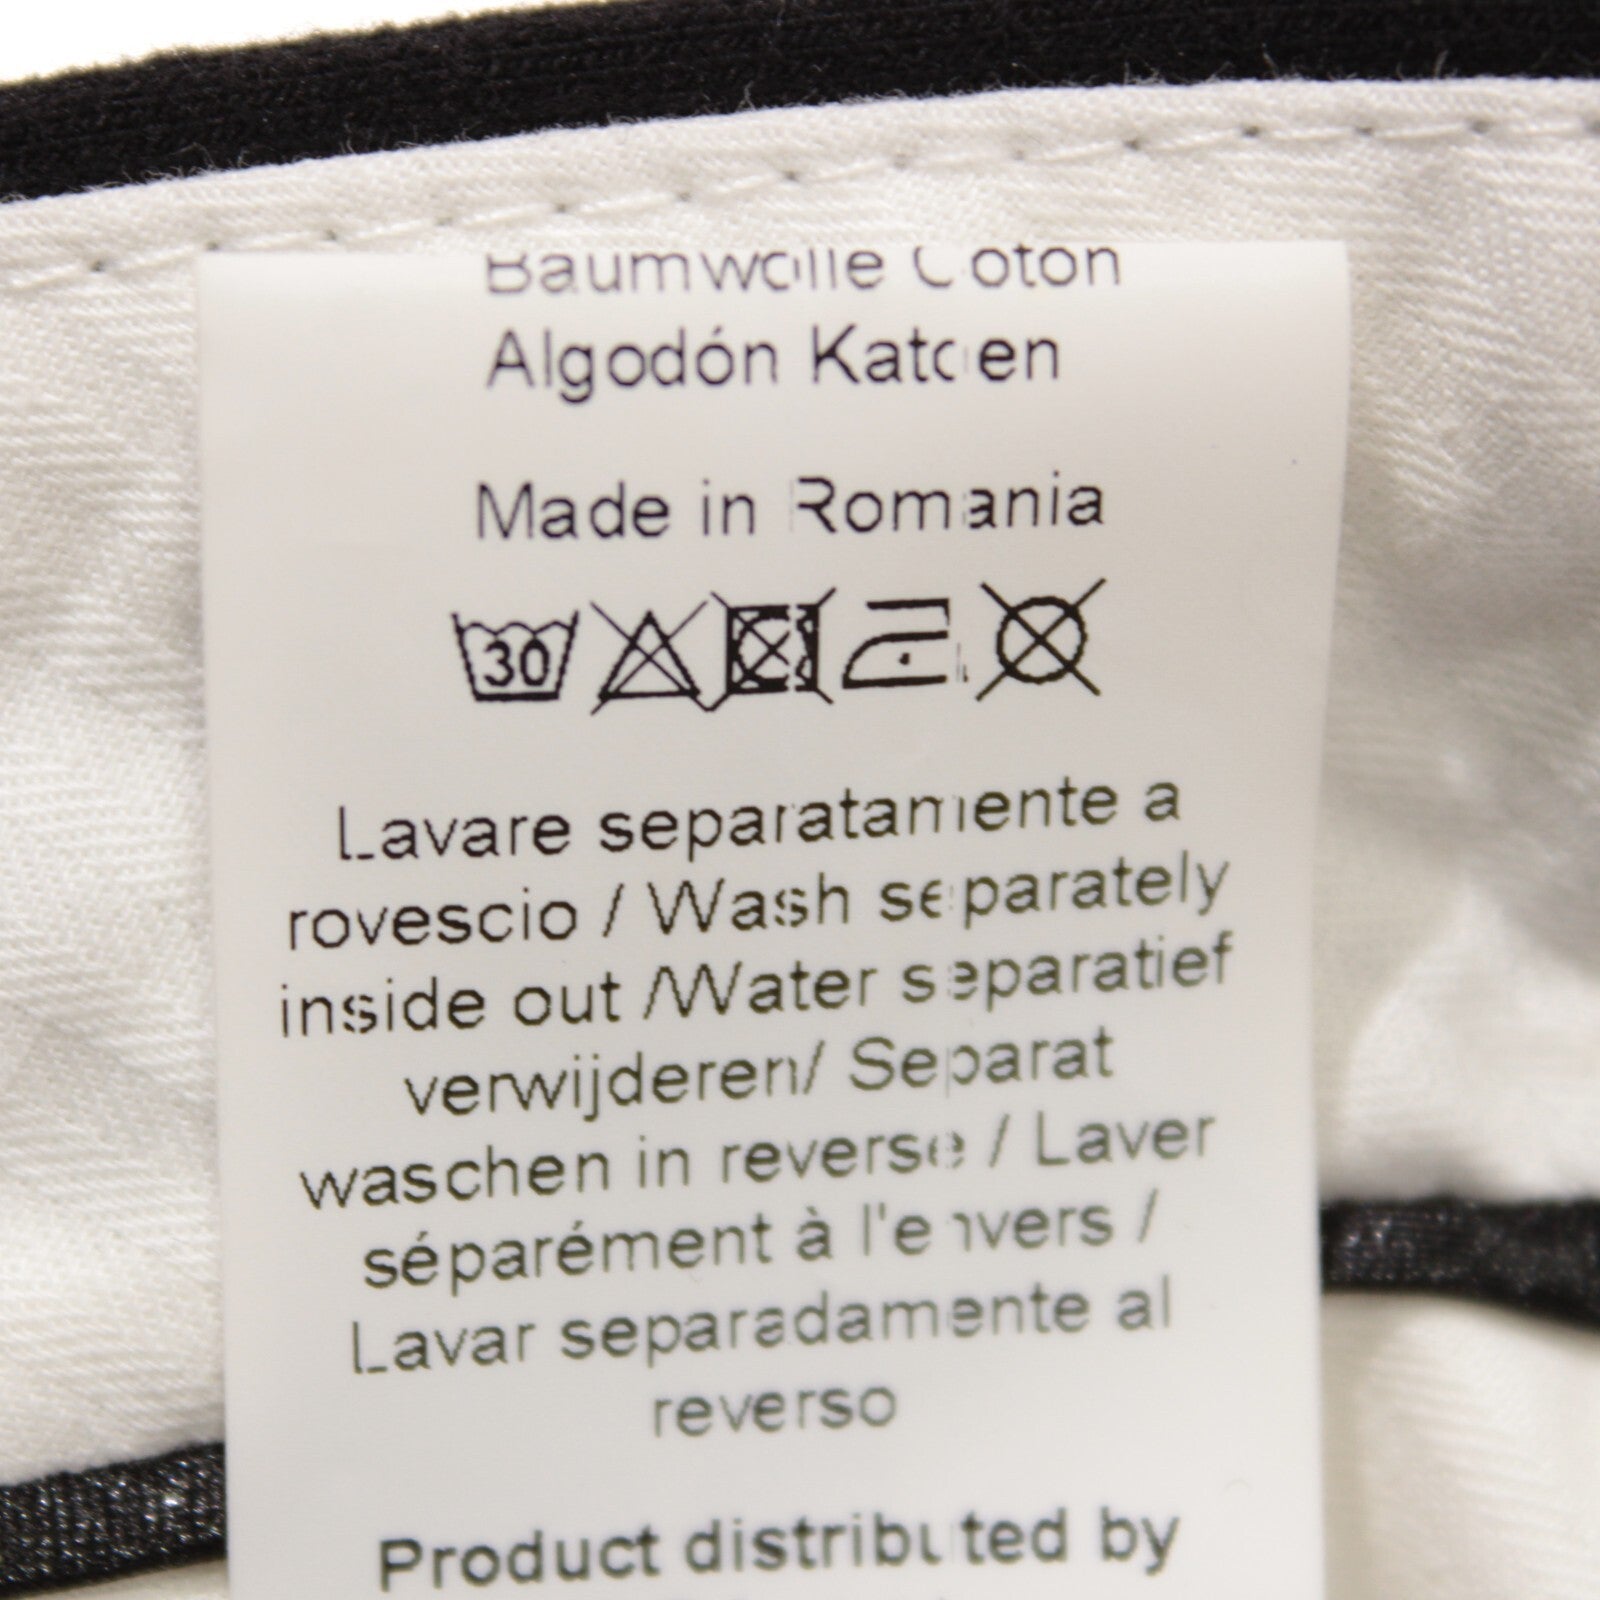 Baumwolle Coton
Algodón Katoen
Made in Romania
30
Lavare separatamente a
rovescio / Wash separately
inside out /Water separatief
verwijderen/ Separat
waschen in reverse / Laver
séparément à l'envers /
Lavar separadamente al
reverso
Product distributed by